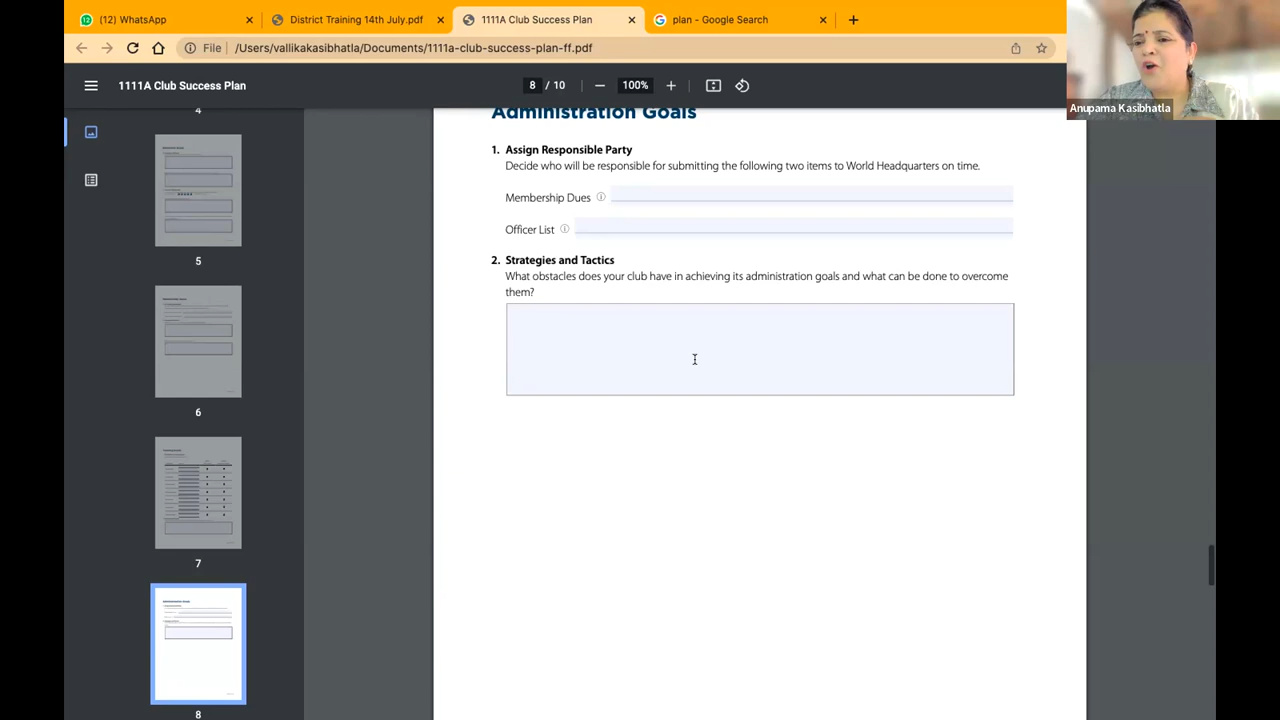 (12) WhatsApp
District Training 14th July.pdf
1111A Club Success Plan
plan - Google Search
File
/Users/vallikakasibhatla/Documents/1111a-club-success-plan-ff.pdf
Anupama Kasibhatla
1111A Club Success Plan
8 / 10
100%
4
5
6
7
8
Administration Goals
1. Assign Responsible Party
Decide who will be responsible for submitting the following two items to World Headquarters on time.
Membership Dues
Officer List
2. Strategies and Tactics
What obstacles does your club have in achieving its administration goals and what can be done to overcome
them?